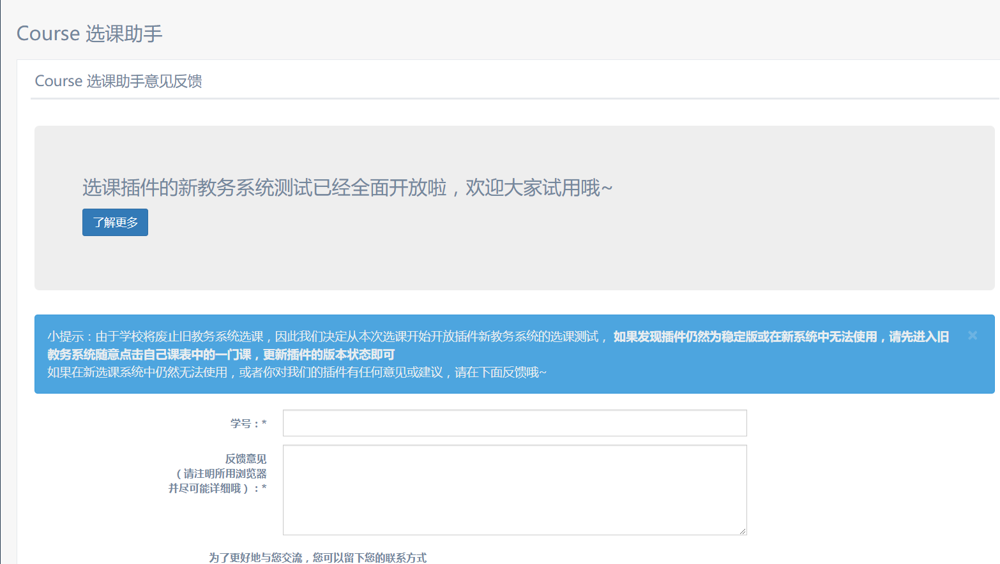 Course 选课助手
Course 选课助手意见反馈
选课插件的新教务系统测试已经全面开放啦，欢迎大家试用哦~
了解更多
小提示：由于学校将废止旧教务系统选课，因此我们决定从本次选课开始开放插件新教务系统的选课测试， 如果发现插件仍然为稳定版或在新系统中无法使用，请先进入旧
教务系统随意点击自己课表中的一门课，更新插件的版本状态即可
如果在新选课系统中仍然无法使用，或者你对我们的插件有任何意见或建议，请在下面反馈哦~
学号：*
反馈意见
（请注明所用浏览器
并尽可能详细哦）：*
为了更好地与您交流，您可以留下您的联系方式